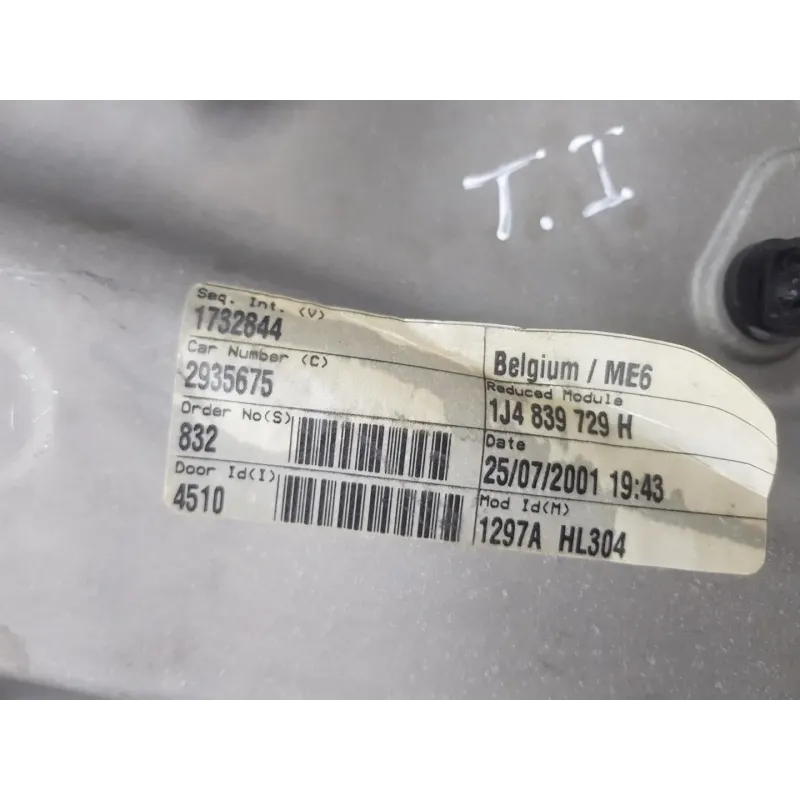 T.I
Seq. Int. (V)
1732844
Car Number (C)
2935675
Order No(S)
832
Door Id(I)
4510
Belgium / ME6
Reduced Module
1J4 839 729 H
Date
25/07/2001 19:43
Mod Id(M)
1297A HL304